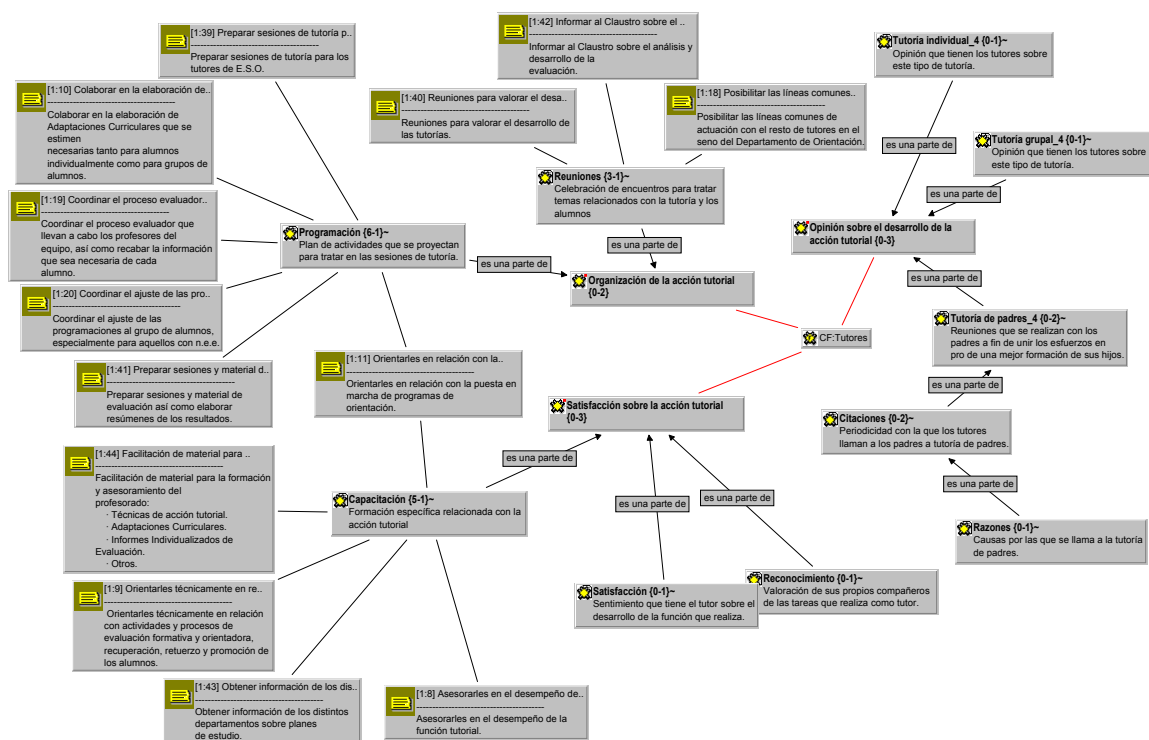 [1:39] Preparar sesiones de tutoría p..
Preparar sesiones de tutoría para los
tutores de E.S.O.
[1:42] Informar al Claustro sobre el ..
Informar al Claustro sobre el análisis y
desarrollo de la
evaluación.
Tutoría individual_4 {0-1}~
Opinión que tienen los tutores sobre
este tipo de tutoría.
[1:10] Colaborar en la elaboración de..
Colaborar en la elaboración de
Adaptaciones Curriculares que se
estimen
necesarias tanto para alumnos
individualmente como para grupos de
alumnos.
[1:40] Reuniones para valorar el desa..
Reuniones para valorar el desarrollo de
las tutorías.
[1:18] Posibilitar las líneas comunes..
Posibilitar las líneas comunes de
actuación con el resto de tutores en el
seno del Departamento de Orientación.
es una parte de
Tutoría grupal_4 {0-1}~
Opinión que tienen los tutores sobre
este tipo de tutoría.
es una parte de
Reuniones {3-1}~
Celebración de encuentros para tratar
temas relacionados con la tutoría y los
alumnos
[1:19] Coordinar el proceso evaluador..
Coordinar el proceso evaluador que
llevan a cabo los profesores del
equipo, así como recabar la información
que sea necesaria de cada
alumno.
Programación {6-1}~
Plan de actividades que se proyectan
para tratar en las sesiones de tutoría.
Opinión sobre el desarrollo de la
acción tutorial {0-3}
es una parte de
es una parte de
es una parte de
Organización de la acción tutorial
{0-2}
[1:20] Coordinar el ajuste de las pro..
Coordinar el ajuste de las
programaciones al grupo de alumnos,
especialmente para aquellos con n.e.e.
Tutoría de padres_4 {0-2}~
Reuniones que se realizan con los
padres a fin de unir los esfuerzos en
pro de una mejor formación de sus hijos.
CF:Tutores
[1:11] Orientarles en relación con la..
Orientarles en relación con la puesta en
marcha de programas de
orientación.
[1:41] Preparar sesiones y material d..
Preparar sesiones y material de
evaluación así como elaborar
resúmenes de los resultados.
es una parte de
Satisfacción sobre la acción tutorial
{0-3}
Citaciones {0-2}~
Periodicidad con la que los tutores
llaman a los padres a tutoría de padres.
[1:44] Facilitación de material para ..
Facilitación de material para la formación
y asesoramiento del
profesorado:
· Técnicas de acción tutorial.
· Adaptaciones Curriculares.
· Informes Individualizados de
Evaluación.
· Otros.
es una parte de
es una parte de
Capacitación {5-1}~
Formación específica relacionada con la
acción tutorial
es una parte de
es una parte de
Razones {0-1}~
Causas por las que se llama a la tutoría
de padres.
[1:9] Orientarles técnicamente en re..
Orientarles técnicamente en relación
con actividades y procesos de
evaluación formativa y orientadora,
recuperación, retuerzo y promoción de
los alumnos.
Satisfacción {0-1}~
Sentimiento que tiene el tutor sobre el
desarrollo de la función que realiza.
Reconocimiento {0-1}~
Valoración de sus propios compañeros
de las tareas que realiza como tutor.
[1:43] Obtener información de los dis..
Obtener información de los distintos
departamentos sobre planes
de estudio.
[1:8] Asesorarles en el desempeño de..
Asesorarles en el desempeño de la
función tutorial.